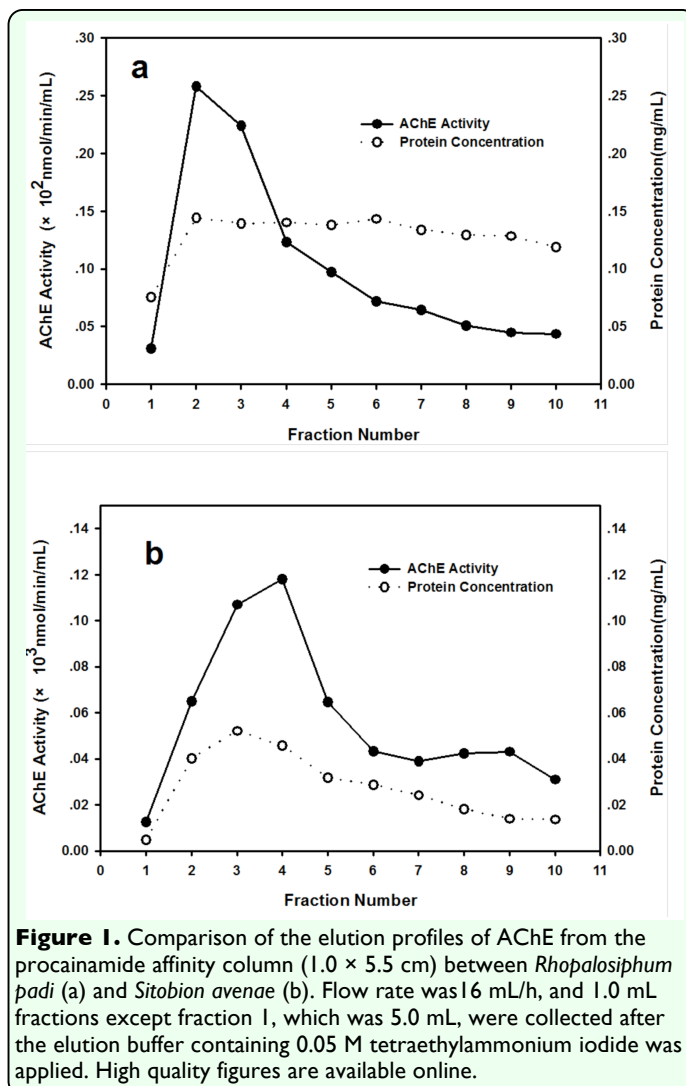 a
AChE Activity
Protein Concentration
AChE Activity (× 10²nmol/min/mL)
.30
.25
.20
.15
.10
.05
0.00
Protein Concentration(mg/mL)
.30
.25
.20
.15
.10
.05
0.00
0 1 2 3 4 5 6 7 8 9 10 11
Fraction Number
b
AChE Activity
Protein Concentration
AChE Activity (× 10³nmol/min/mL)
.14
.12
.10
.08
.06
.04
.02
0.00
Protein Concentration(mg/mL)
.14
.12
.10
.08
.06
.04
.02
0.00
0 1 2 3 4 5 6 7 8 9 10 11
Fraction Number
Figure 1. Comparison of the elution profiles of AChE from the
procainamide affinity column (1.0 × 5.5 cm) between Rhopalosiphum
padi (a) and Sitobion avenae (b). Flow rate was16 mL/h, and 1.0 mL
fractions except fraction 1, which was 5.0 mL, were collected after
the elution buffer containing 0.05 M tetraethylammonium iodide was
applied. High quality figures are available online.